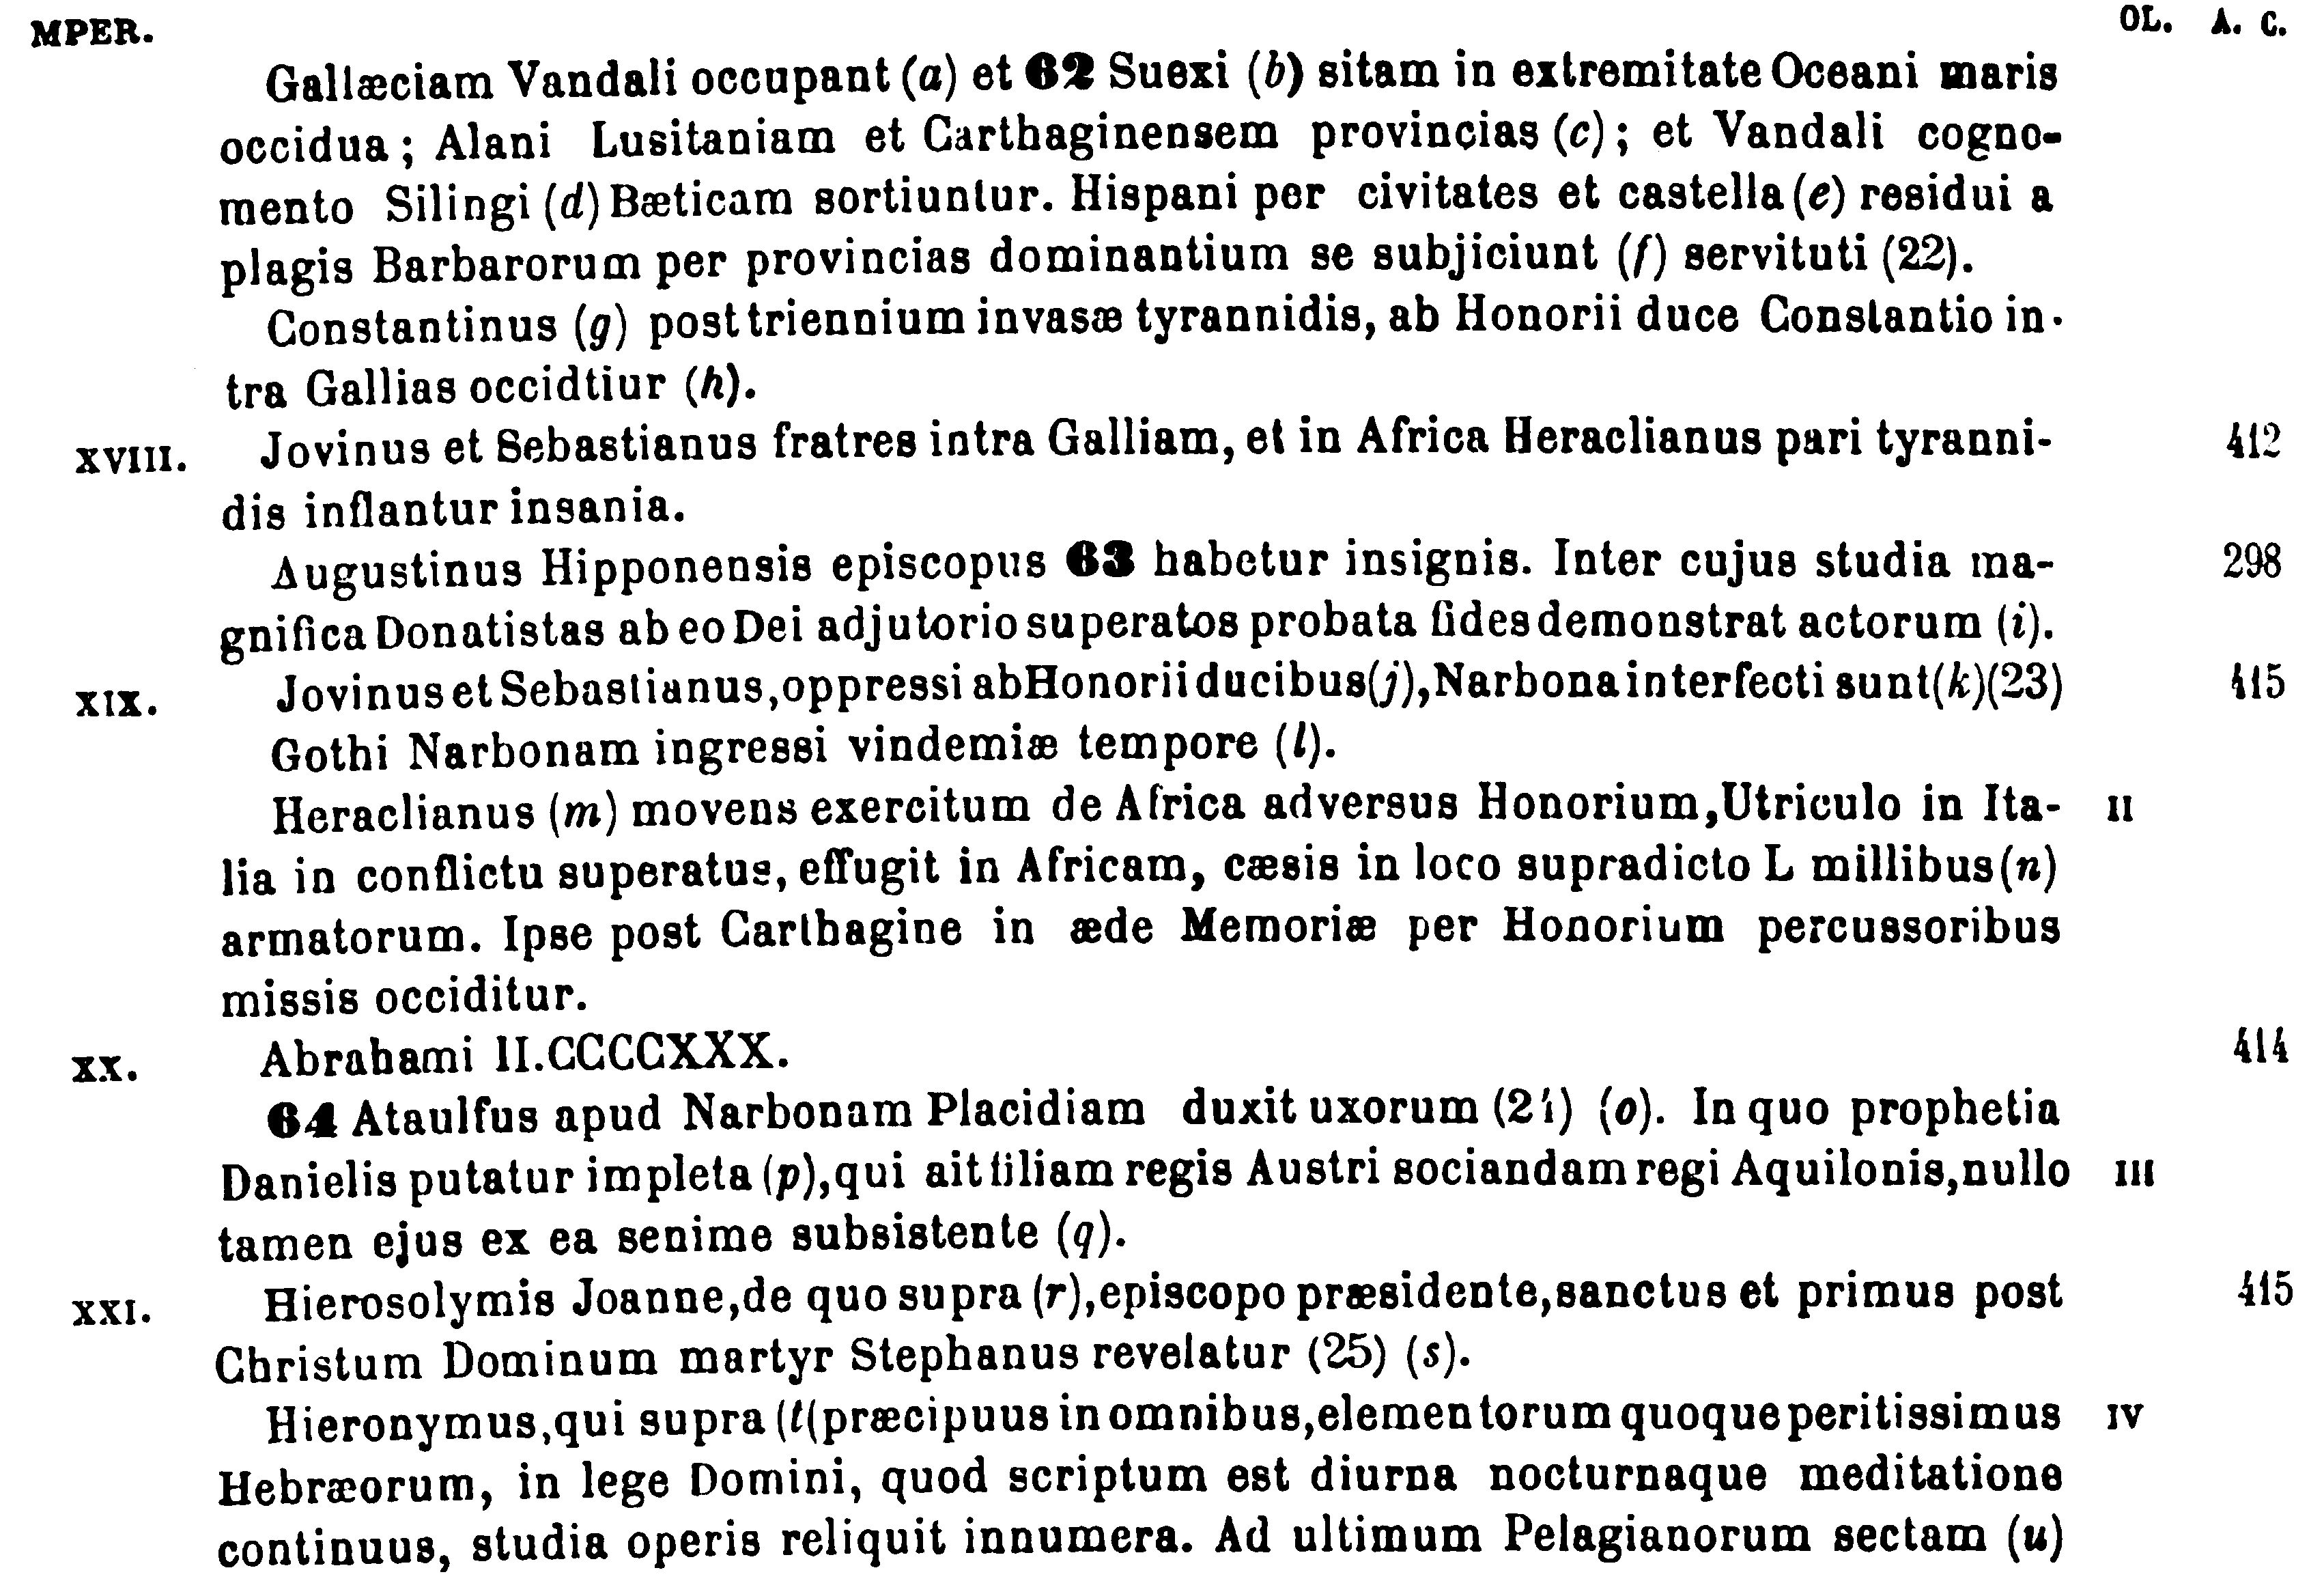 MPER. OL. A. C.
Gallæciam Vandali occupant (a) et 62 Suexi (b) sitam in extremitate Oceani maris
occidua ; Alani Lusitaniam et Carthaginensem provincias (c) ; et Vandali cogno-
mento Silingi (d) Bæticam sortiuntur. Hispani per civitates et castella (e) residui a
plagis Barbarorum per provincias dominantium se subjiciunt (f) servituti (22).
Constantinus (g) post triennium invasæ tyrannidis, ab Honorii duce Constantio in-
tra Gallias occidtiur (h).
XVIII. Jovinus et Sebastianus fratres intra Galliam, et in Africa Heraclianus pari tyranni- 412
dis inflantur insania.
Augustinus Hipponensis episcopus 63 habetur insignis. Inter cujus studia ma- 298
gnifica Donatistas ab eo Dei adjutorio superatos probata fides demonstrat actorum (i).
XIX. Jovinus et Sebastianus, oppressi ab Honorii ducibus (j), Narbona interfecti sunt (k) (23) 415
Gothi Narbonam ingressi vindemiæ tempore (l).
Heraclianus (m) movens exercitum de Africa adversus Honorium, Utriculo in Ita- II
lia in conflictu superatus, effugit in Africam, cæsis in loco supradicto L millibus (n)
armatorum. Ipse post Carthagine in æde Memoriæ per Honorium percussoribus
missis occiditur.
XX. Abrahami II.CCCCXXX. 414
64 Ataulfus apud Narbonam Placidiam duxit uxorum (24) (o). In quo prophetia
Danielis putatur impleta (p), qui ait filiam regis Austri sociandam regi Aquilonis, nullo III
tamen ejus ex ea senime subsistente (q).
XXI. Hierosolymis Joanne, de quo supra (r), episcopo præsidente, sanctus et primus post 415
Christum Dominum martyr Stephanus revelatur (25) (s).
Hieronymus, qui supra (t( præcipuus in omnibus, elementorum quoque peritissimus IV
Hebræorum, in lege Domini, quod scriptum est diurna nocturnaque meditatione
continuus, studia operis reliquit innumera. Ad ultimum Pelagianorum sectam (u)